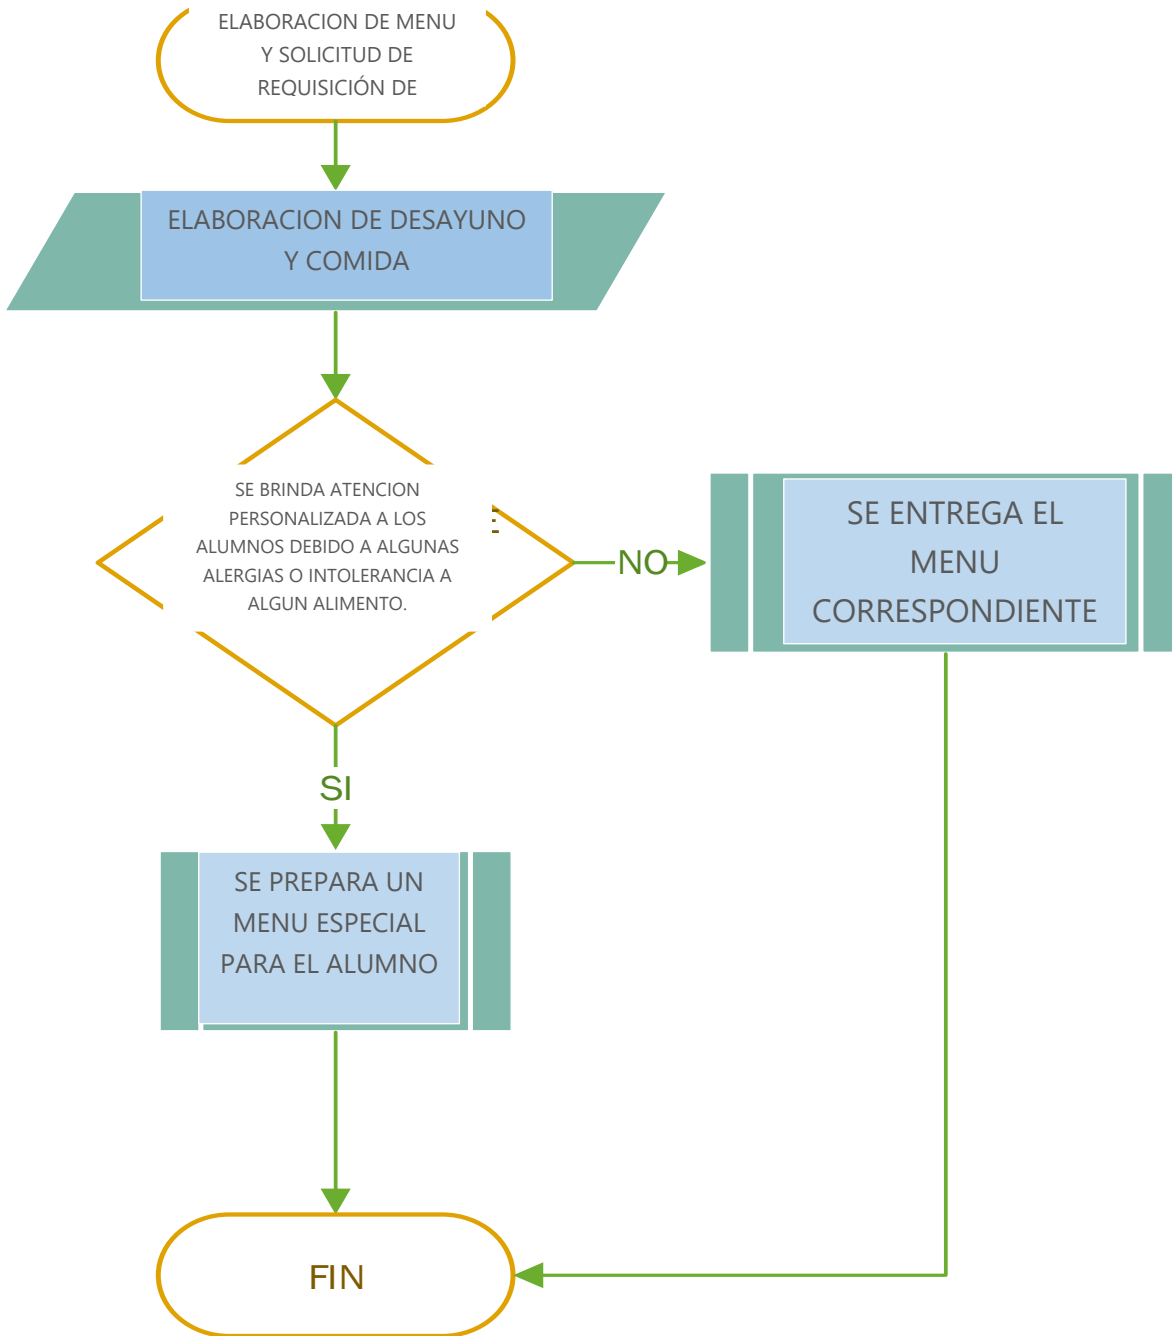 ELABORACION DE MENU
Y SOLICITUD DE
REQUISICIÓN DE
ELABORACION DE DESAYUNO
Y COMIDA
SE BRINDA ATENCION
PERSONALIZADA A LOS
ALUMNOS DEBIDO A ALGUNAS
ALERGIAS O INTOLERANCIA A
ALGUN ALIMENTO.
NO
SE ENTREGA EL
MENU
CORRESPONDIENTE
SI
SE PREPARA UN
MENU ESPECIAL
PARA EL ALUMNO
FIN